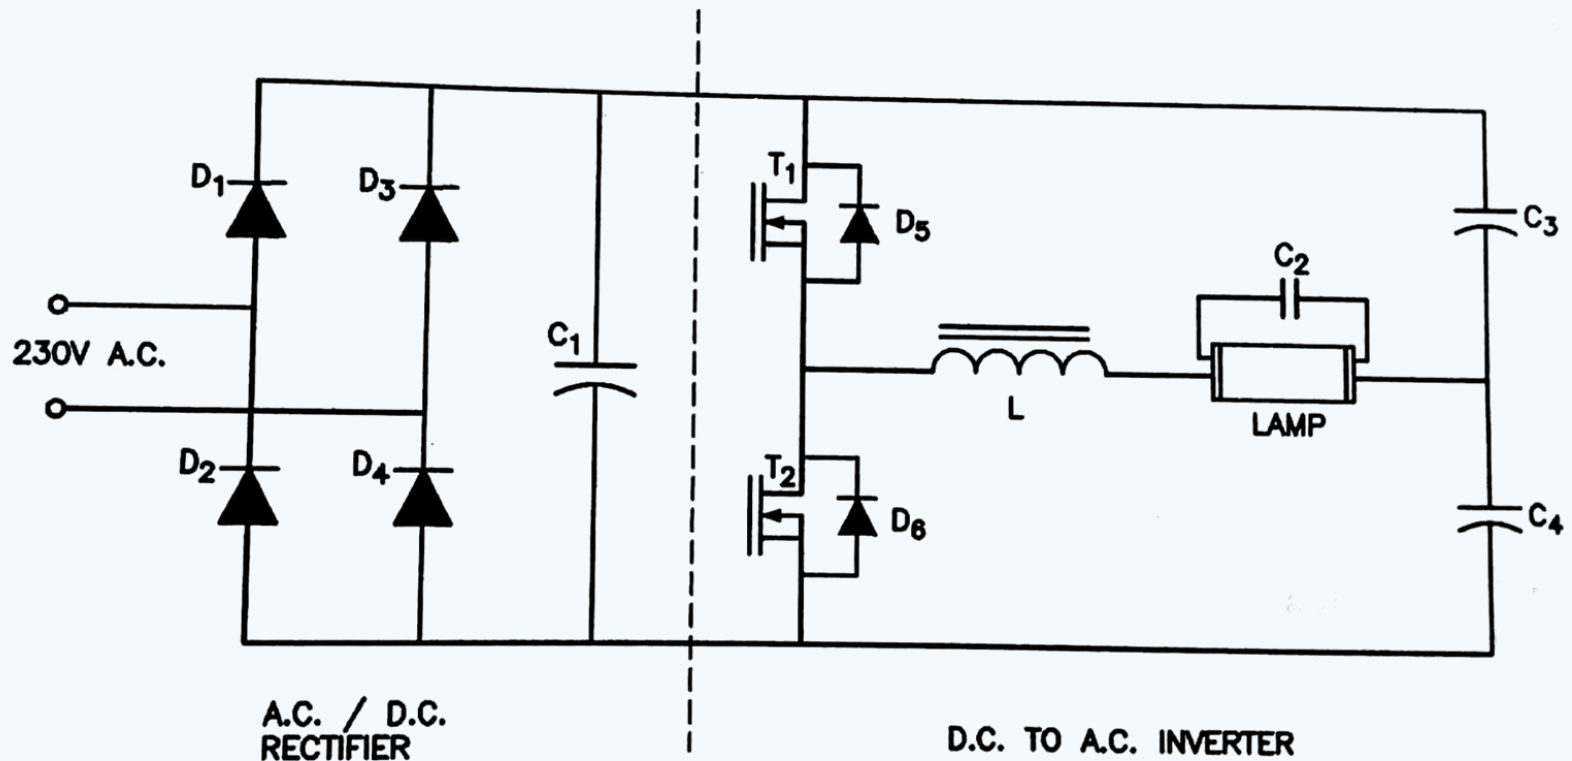 D1
D3
T1
D5
C3
C2
230V A.C.
C1
L
LAMP
D2
D4
T2
D6
C4
A.C. / D.C.
RECTIFIER
D.C. TO A.C. INVERTER